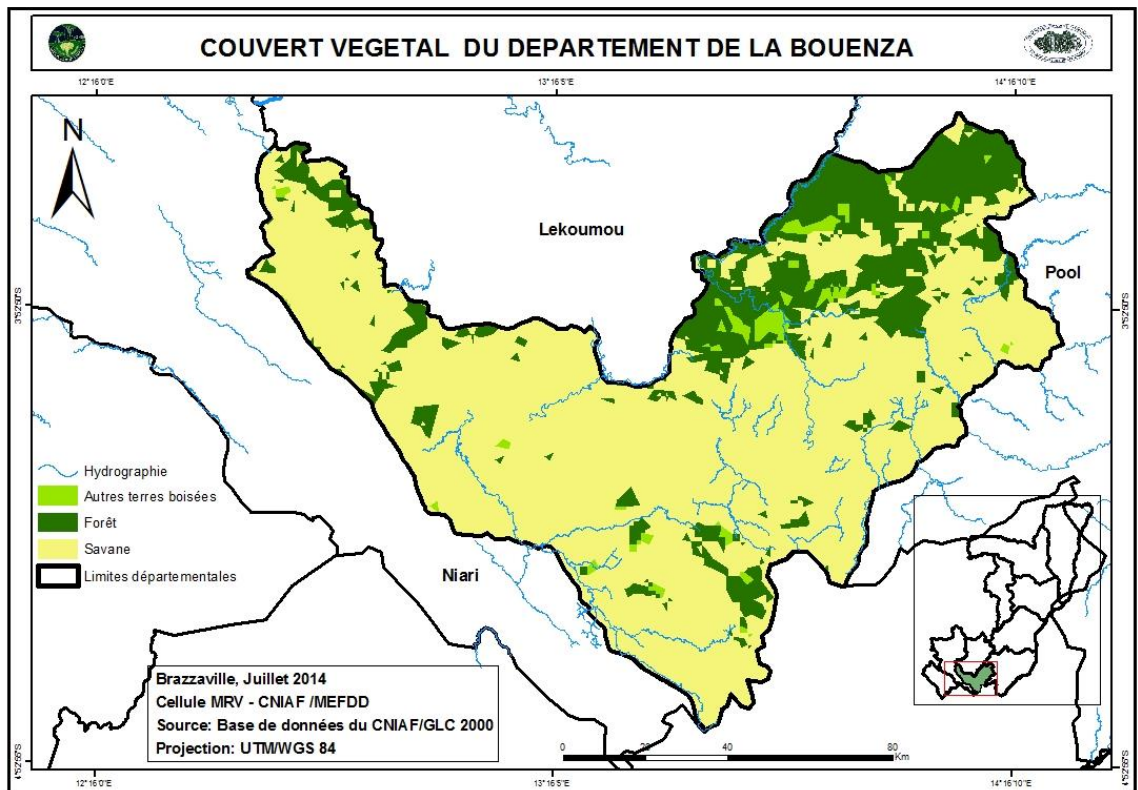 COUVERT VEGETAL DU DEPARTEMENT DE LA BOUENZA
12°16'0"E
13°16'5"E
14°16'10"E
N
Lekoumou
Pool
Niari
Hydrographie
Autres terres boisées
Forêt
Savane
Limites départementales
Brazzaville, Juillet 2014
Cellule MRV - CNIAF /MEFDD
Source: Base de données du CNIAF/GLC 2000
Projection: UTM/WGS 84
0 20 40 80
Km
12°16'0"E
13°16'5"E
14°16'10"E